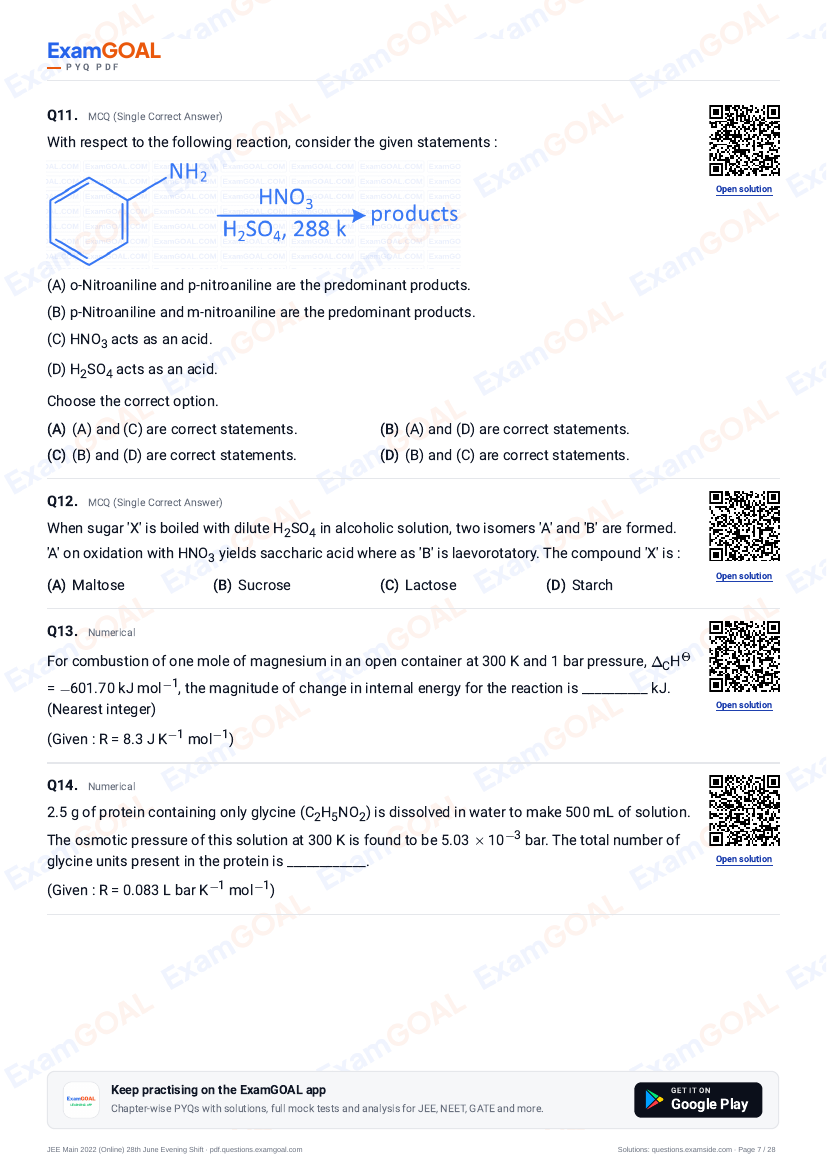 ExamGOAL
PYQ PDF
Q11. MCQ (Single Correct Answer)
With respect to the following reaction, consider the given statements :
NH2
HNO3
H2SO4, 288 k
products
(A) o-Nitroaniline and p-nitroaniline are the predominant products.
(B) p-Nitroaniline and m-nitroaniline are the predominant products.
(C) HNO3 acts as an acid.
(D) H2SO4 acts as an acid.
Choose the correct option.
(A) (A) and (C) are correct statements.
(B) (A) and (D) are correct statements.
(C) (B) and (D) are correct statements.
(D) (B) and (C) are correct statements.
Open solution
Q12. MCQ (Single Correct Answer)
When sugar 'X' is boiled with dilute H2SO4 in alcoholic solution, two isomers 'A' and 'B' are formed.
'A' on oxidation with HNO3 yields saccharic acid where as 'B' is laevorotatory. The compound 'X' is :
(A) Maltose
(B) Sucrose
(C) Lactose
(D) Starch
Open solution
Q13. Numerical
For combustion of one mole of magnesium in an open container at 300 K and 1 bar pressure, ΔCH⊖
= −601.70 kJ mol−1, the magnitude of change in internal energy for the reaction is __________ kJ.
(Nearest integer)
(Given : R = 8.3 J K−1 mol−1)
Open solution
Q14. Numerical
2.5 g of protein containing only glycine (C2H5NO2) is dissolved in water to make 500 mL of solution.
The osmotic pressure of this solution at 300 K is found to be 5.03 × 10−3 bar. The total number of
glycine units present in the protein is ____________.
(Given : R = 0.083 L bar K−1 mol−1)
Open solution
Keep practising on the ExamGOAL app
Chapter-wise PYQs with solutions, full mock tests and analysis for JEE, NEET, GATE and more.
GET IT ON
Google Play
JEE Main 2022 (Online) 28th June Evening Shift · pdf.questions.examgoal.com
Solutions: questions.examside.com · Page 7 / 28